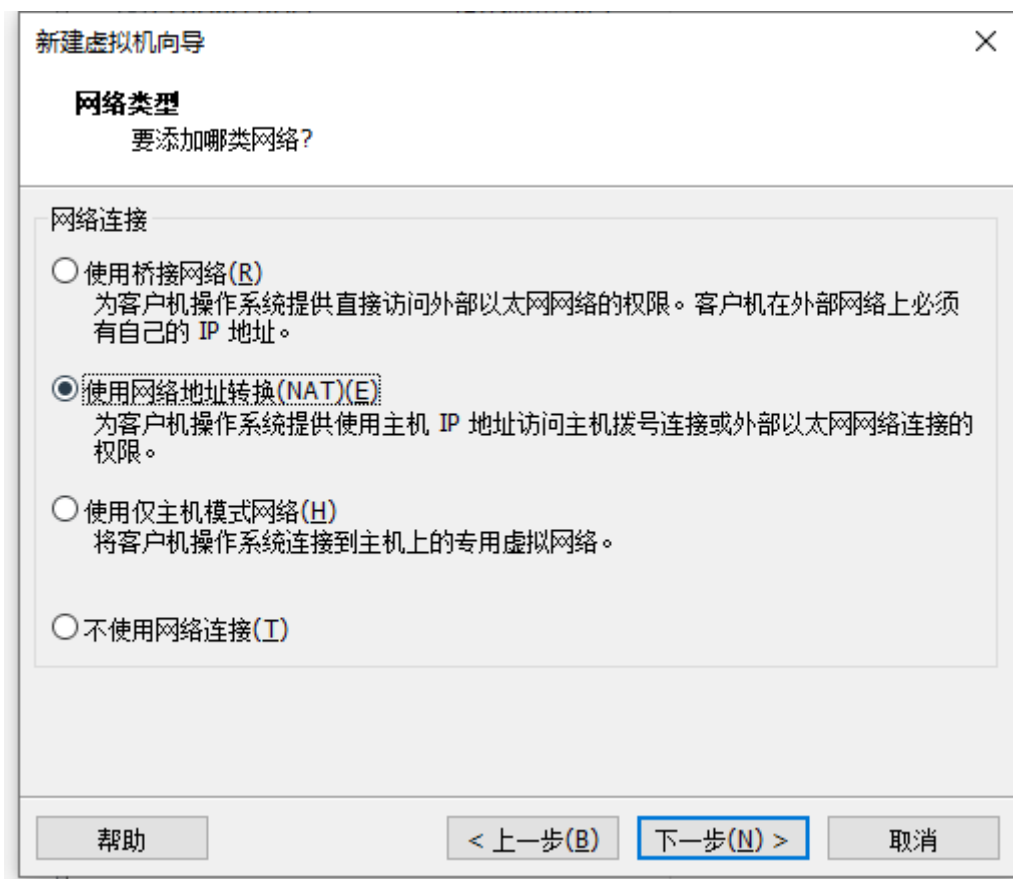 新建虚拟机向导
网络类型
要添加哪类网络?
网络连接
使用桥接网络(R)
为客户机操作系统提供直接访问外部以太网网络的权限。客户机在外部网络上必须
有自己的 IP 地址。
使用网络地址转换(NAT)(E)
为客户机操作系统提供使用主机 IP 地址访问主机拨号连接或外部以太网网络连接的
权限。
使用仅主机模式网络(H)
将客户机操作系统连接到主机上的专用虚拟网络。
不使用网络连接(T)
帮助
< 上一步(B)
下一步(N) >
取消